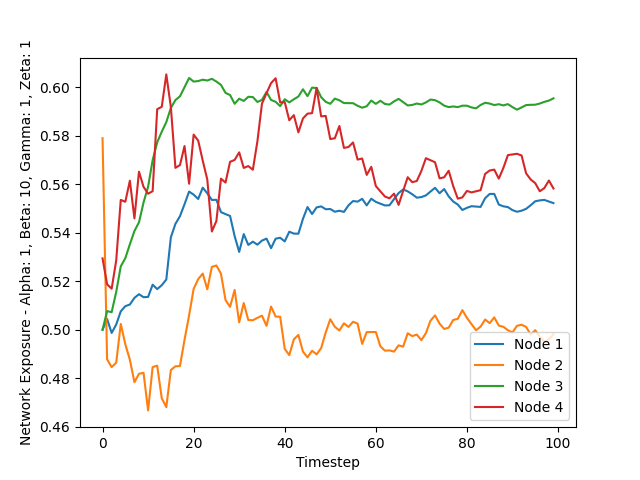 Network Exposure - Alpha: 1, Beta: 10, Gamma: 1, Zeta: 1
0.60
0.58
0.56
0.54
0.52
0.50
0.48
0.46
0 20 40 60 80 100
Timestep
Node 1
Node 2
Node 3
Node 4